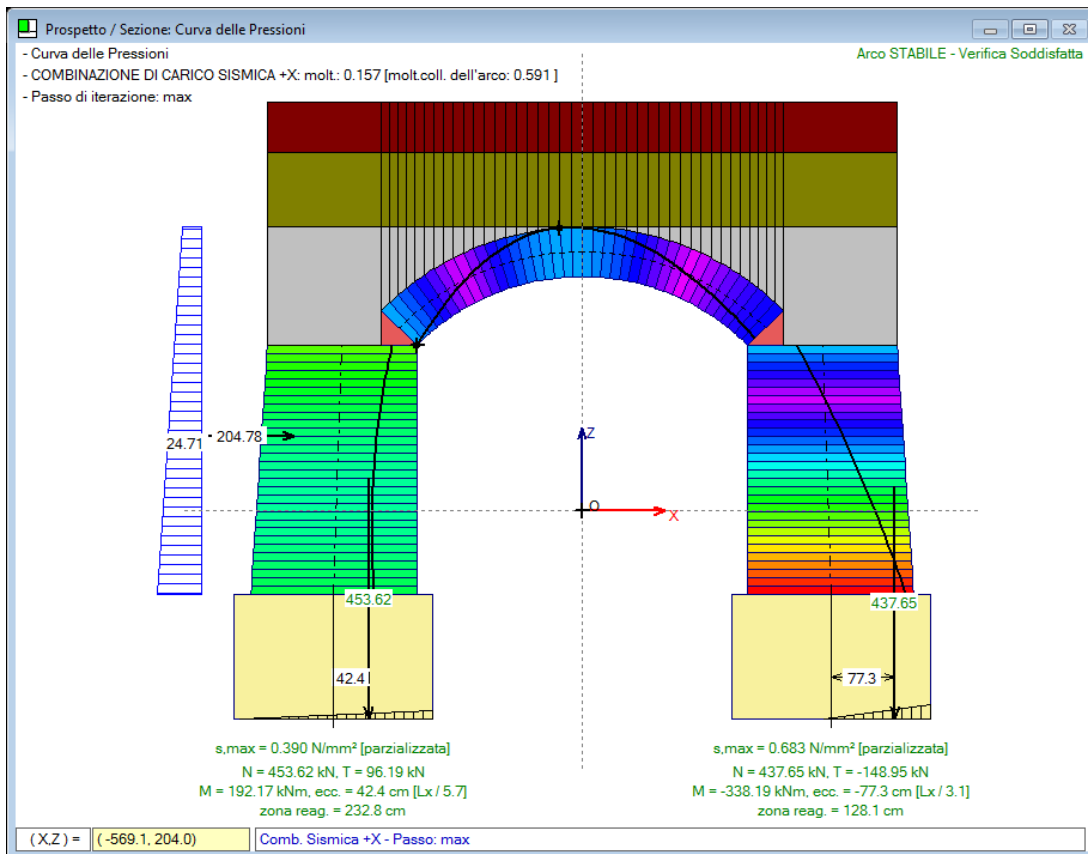 Prospetto / Sezione: Curva delle Pressioni
- Curva delle Pressioni
Arco STABILE - Verifica Soddisfatta
- COMBINAZIONE DI CARICO SISMICA +X: molt.: 0.157 [molt.coll. dell'arco: 0.591 ]
- Passo di iterazione: max
24.71
204.78
Z
O
X
453.62
437.65
42.4
77.3
s,max = 0.390 N/mm² [parzializzata]
N = 453.62 kN, T = 96.19 kN
M = 192.17 kNm, ecc. = 42.4 cm [Lx / 5.7]
zona reag. = 232.8 cm
s,max = 0.683 N/mm² [parzializzata]
N = 437.65 kN, T = -148.95 kN
M = -338.19 kNm, ecc. = -77.3 cm [Lx / 3.1]
zona reag. = 128.1 cm
( X,Z ) = ( -569.1, 204.0) Comb. Sismica +X - Passo: max